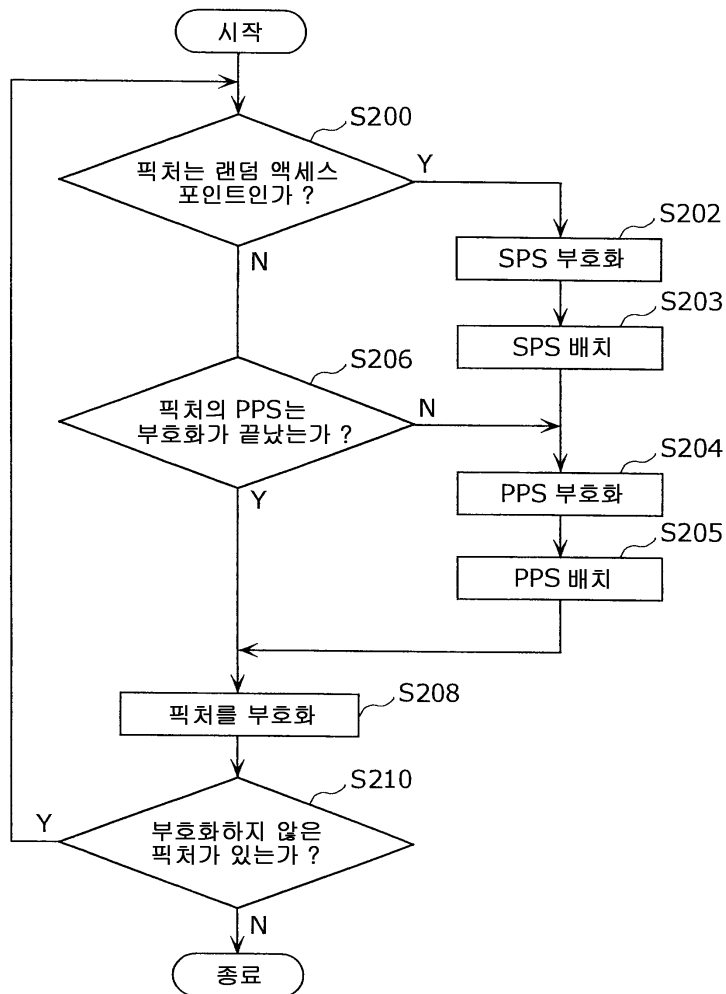 시작
S200
픽처는 랜덤 액세스
포인트인가 ?
Y
N
S202
SPS 부호화
S203
SPS 배치
S206
픽처의 PPS는
부호화가 끝났는가 ?
N
Y
S204
PPS 부호화
S205
PPS 배치
S208
픽처를 부호화
S210
부호화하지 않은
픽처가 있는가 ?
Y
N
종료